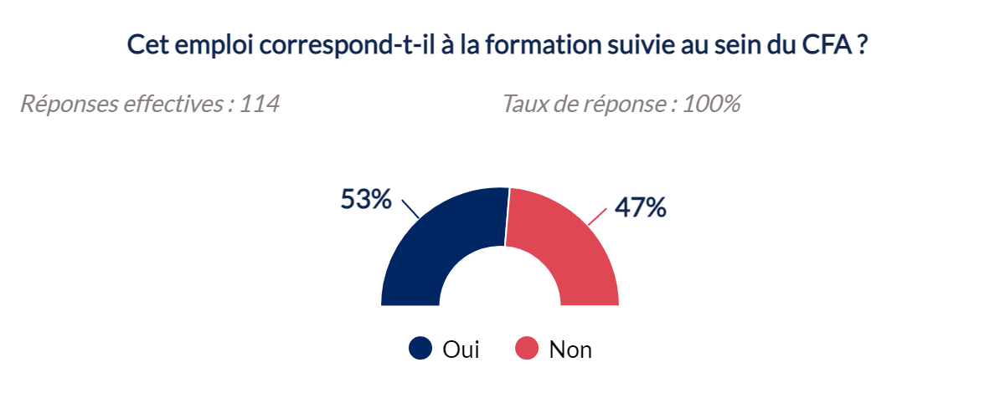 Cet emploi correspond-t-il à la formation suivie au sein du CFA ?
Réponses effectives : 114
Taux de réponse : 100%
53%
47%
Oui
Non